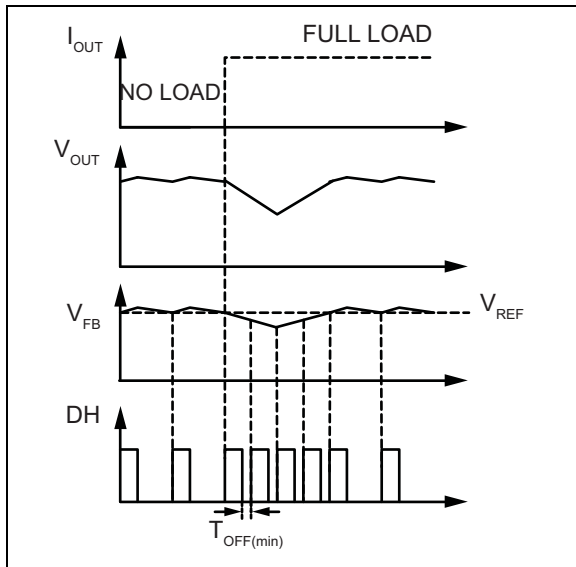 FULL LOAD
I_OUT
NO LOAD
V_OUT
V_FB
V_REF
DH
T_OFF(min)